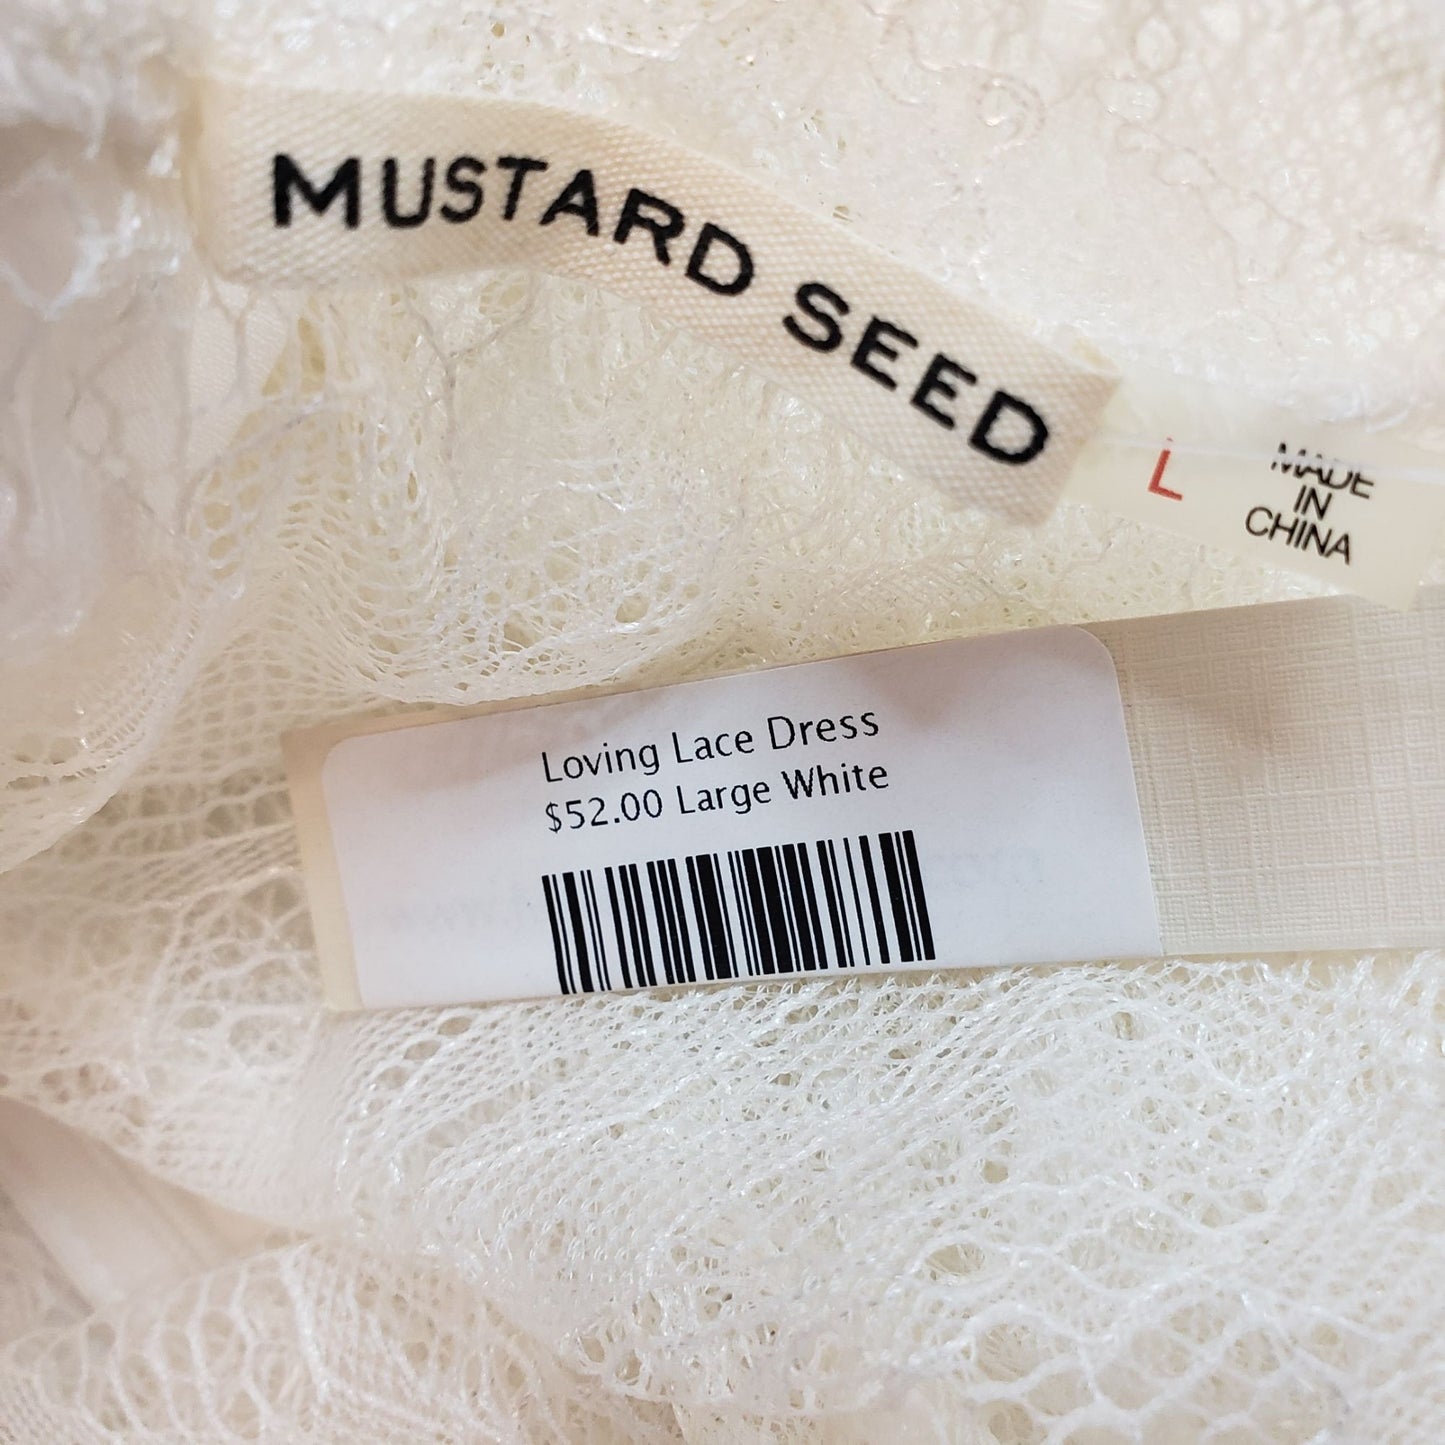 MUSTARD SEED
L
MADE
IN
CHINA
Loving Lace Dress
$52.00 Large White